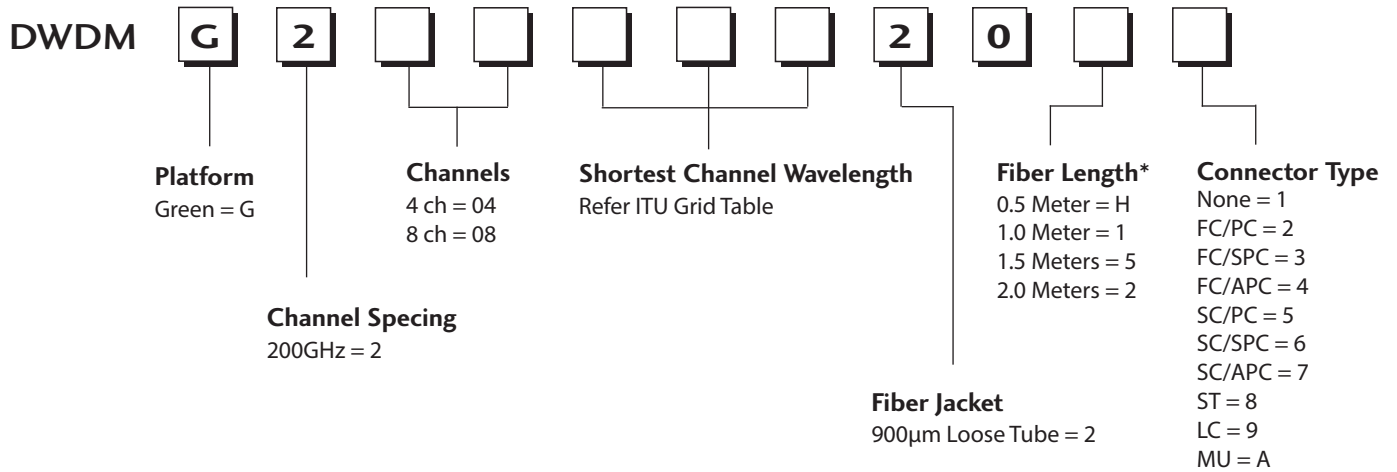 DWDM G 2 2 0
Platform
Green = G
Channel Specing
200GHz = 2
Channels
4 ch = 04
8 ch = 08
Shortest Channel Wavelength
Refer ITU Grid Table
Fiber Jacket
900µm Loose Tube = 2
Fiber Length*
0.5 Meter = H
1.0 Meter = 1
1.5 Meters = 5
2.0 Meters = 2
Connector Type
None = 1
FC/PC = 2
FC/SPC = 3
FC/APC = 4
SC/PC = 5
SC/SPC = 6
SC/APC = 7
ST = 8
LC = 9
MU = A